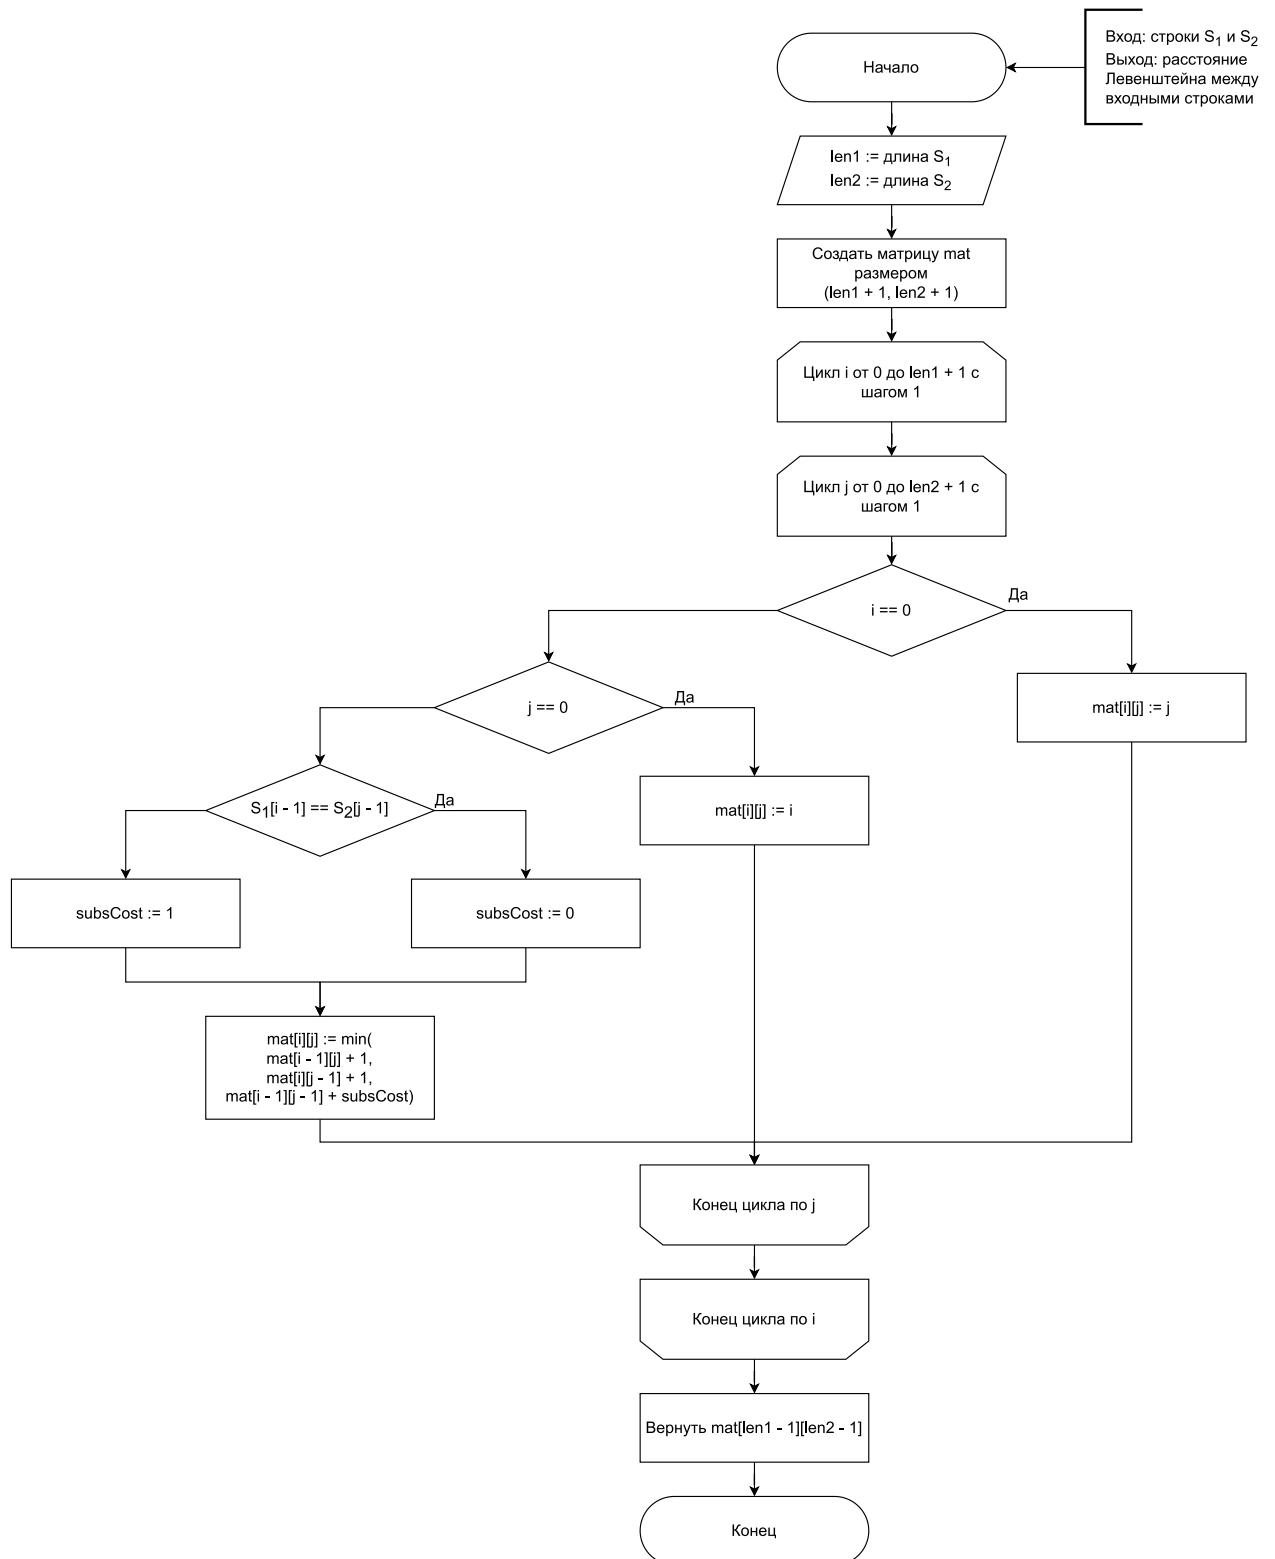 Начало
Вход: строки S₁ и S₂
Выход: расстояние
Левенштейна между
входными строками
len1 := длина S₁
len2 := длина S₂
Создать матрицу mat
размером
(len1 + 1, len2 + 1)
Цикл i от 0 до len1 + 1 с
шагом 1
Цикл j от 0 до len2 + 1 с
шагом 1
i == 0
Да
mat[i][j] := j
j == 0
Да
mat[i][j] := i
S₁[i - 1] == S₂[j - 1]
Да
subsCost := 1
subsCost := 0
mat[i][j] := min(
mat[i - 1][j] + 1,
mat[i][j - 1] + 1,
mat[i - 1][j - 1] + subsCost)
Конец цикла по j
Конец цикла по i
Вернуть mat[len1 - 1][len2 - 1]
Конец